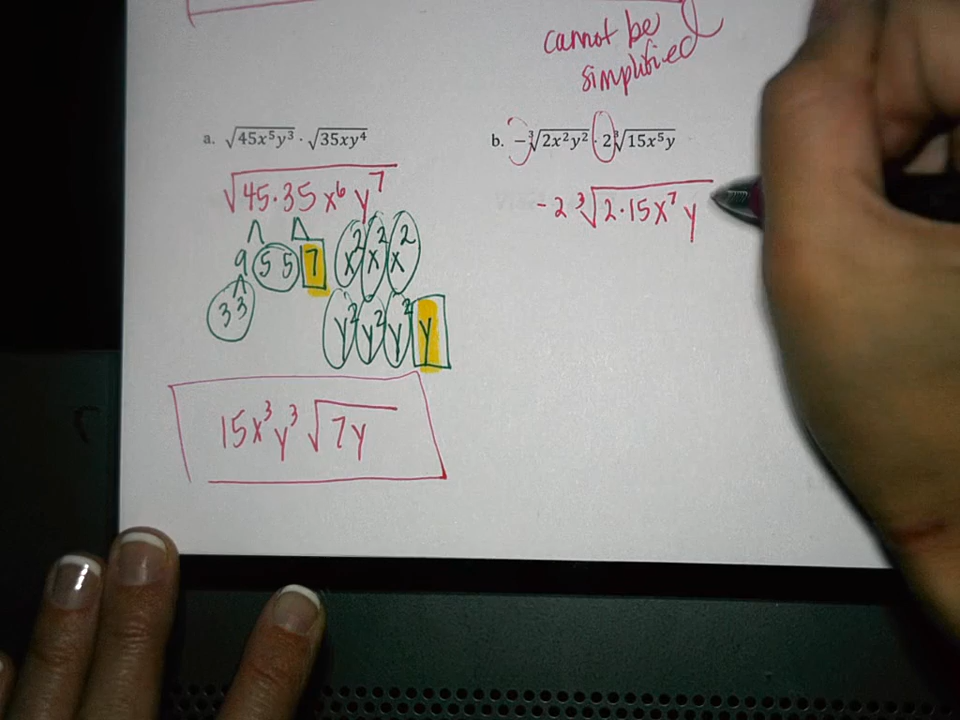 cannot be
simplified
a. √45x⁵y³ · √35xy⁴
√45·35x⁶y⁷
9 5 5 7 x² x² x²
3 3 y² y² y² y
15x³y³√7y
b. -∛2x²y² · 2∛15x⁵y
-2 ∛2·15x⁷y